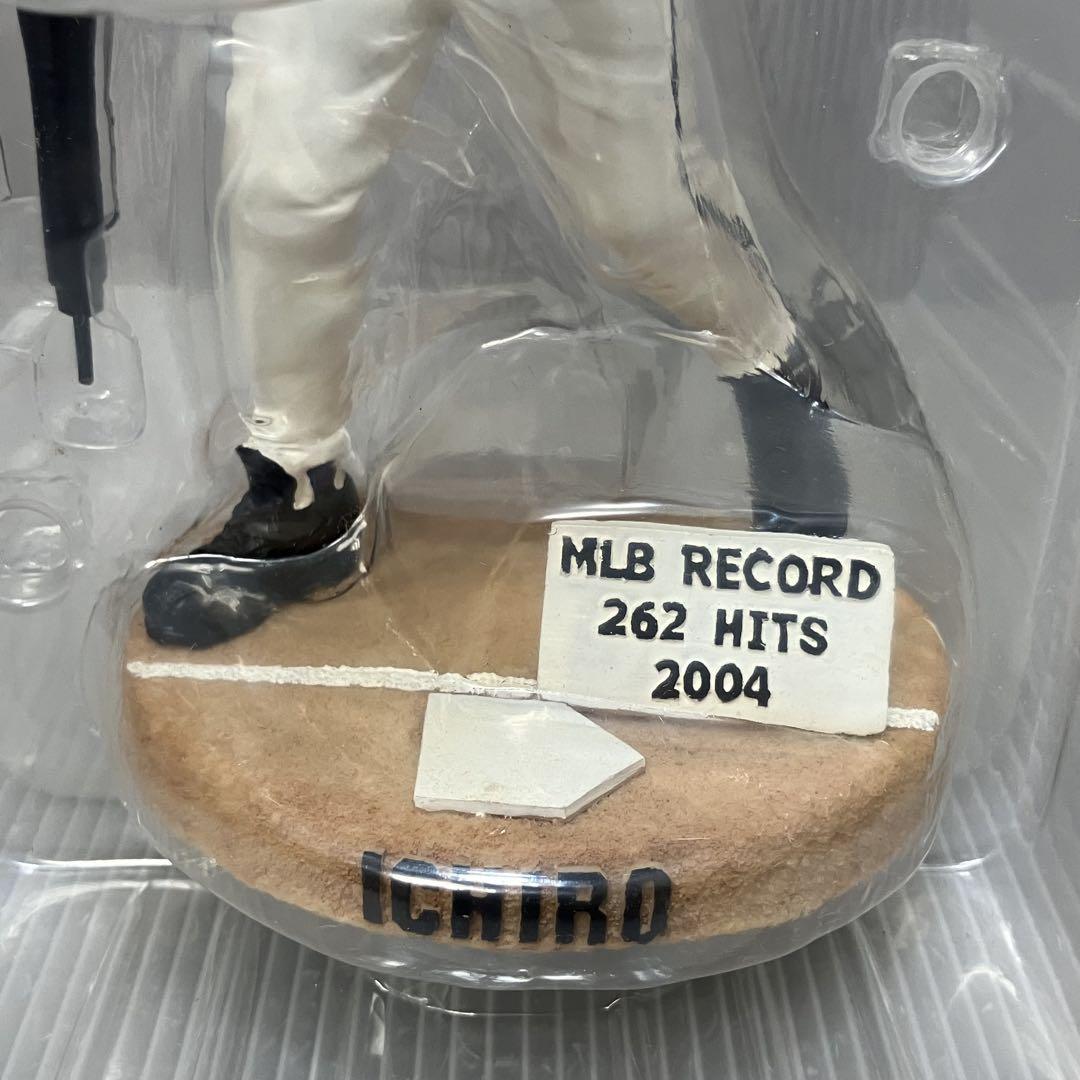 MLB RECORD
262 HITS
2004
ICHIRO